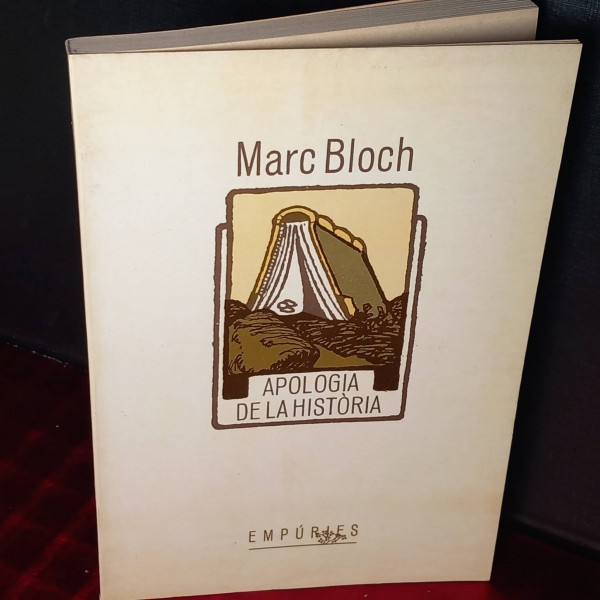 Marc Bloch
APOLOGIA
DE LA HISTÒRIA
EMPÚRIES